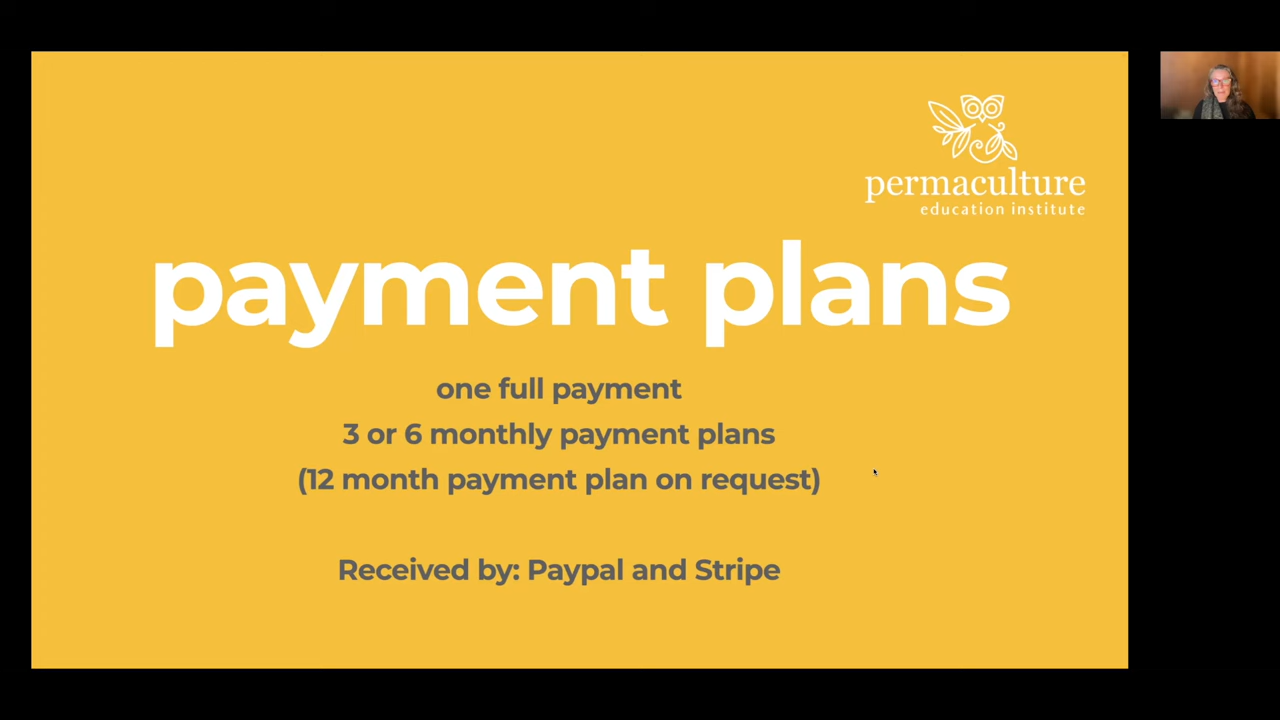 permaculture
education institute
payment plans
one full payment
3 or 6 monthly payment plans
(12 month payment plan on request)
Received by: Paypal and Stripe